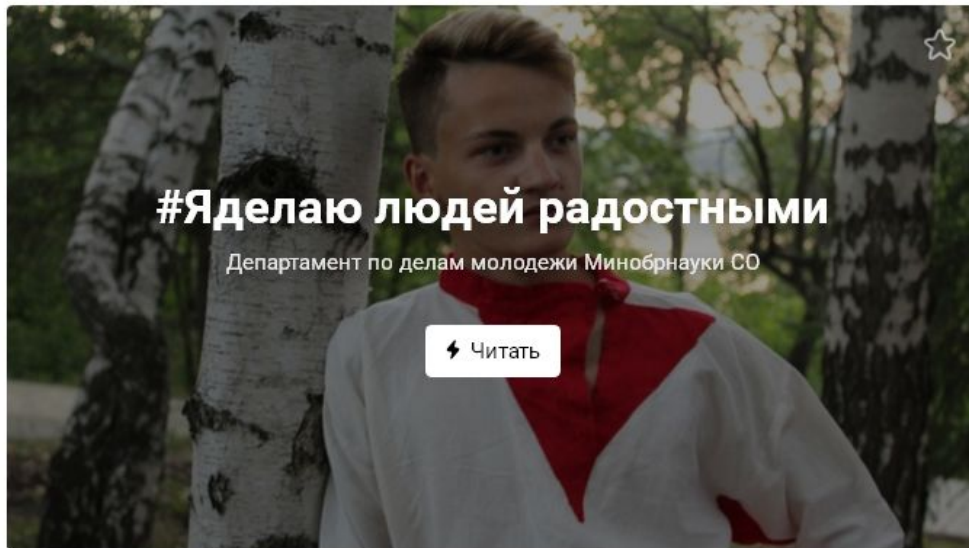 #Яделаю людей радостными
Департамент по делам молодежи Минобрнауки СО
Читать